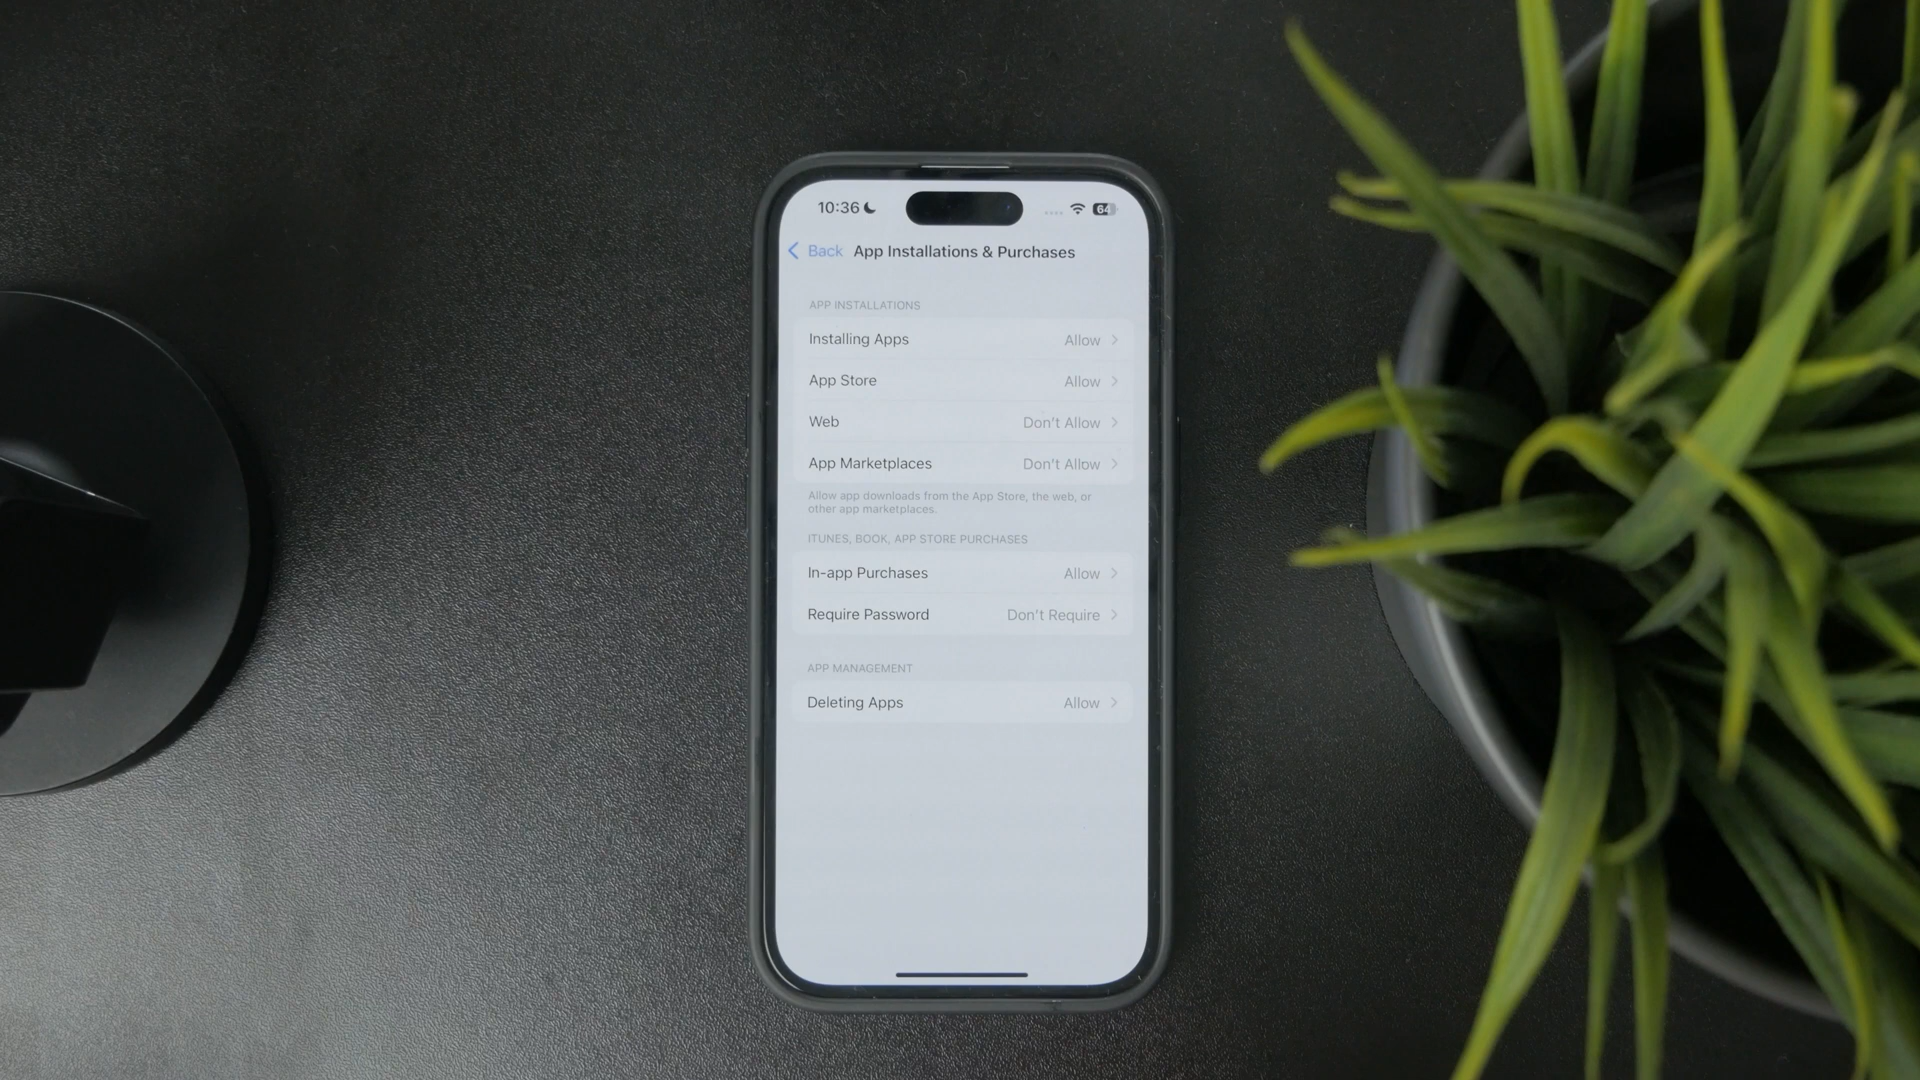 10:36 64
Back App Installations & Purchases
APP INSTALLATIONS
Installing Apps Allow
App Store Allow
Web Don't Allow
App Marketplaces Don't Allow
Allow app downloads from the App Store, the web, or
other app marketplaces.
ITUNES, BOOK, APP STORE PURCHASES
In-app Purchases Allow
Require Password Don't Require
APP MANAGEMENT
Deleting Apps Allow